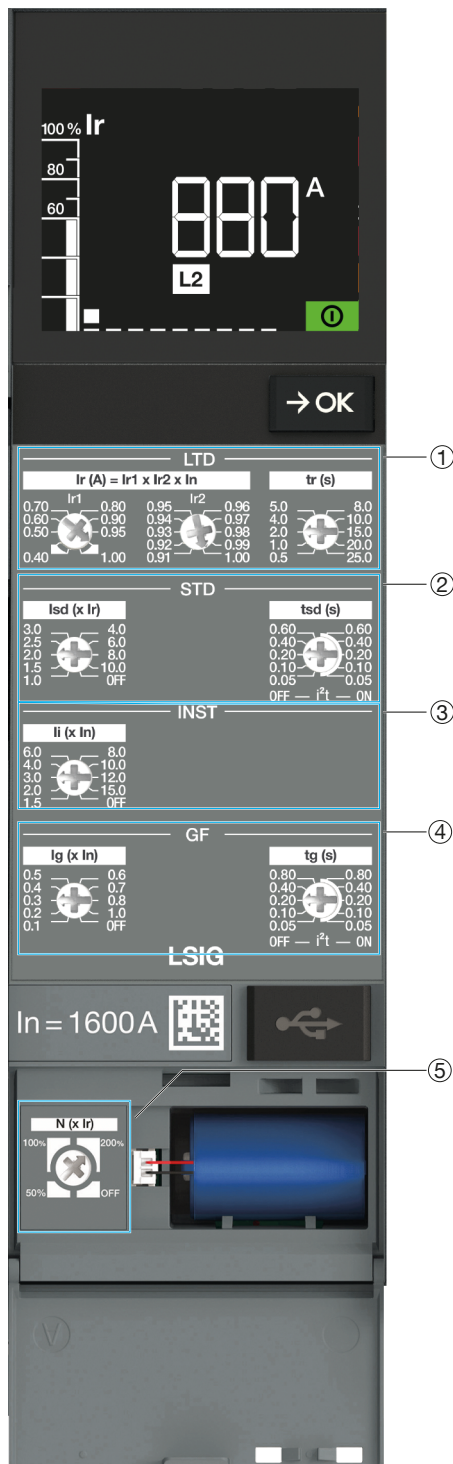 100 % Ir
80
60
880 A
L2
→ OK
LTD
1
Ir (A) = Ir1 x Ir2 x In
tr (s)
Ir1
Ir2
0.70 0.80 0.95 0.96 5.0 8.0
0.60 0.90 0.94 0.97 4.0 10.0
0.50 0.95 0.93 0.98 2.0 15.0
0.92 0.99 1.0 20.0
0.40 1.00 0.91 1.00 0.5 25.0
STD
2
Isd (x Ir)
tsd (s)
3.0 4.0 0.60 0.60
2.5 6.0 0.40 0.40
2.0 8.0 0.20 0.20
1.5 10.0 0.10 0.10
1.0 OFF 0.05 0.05
OFF — i²t — ON
INST
3
Ii (x In)
6.0 8.0
4.0 10.0
3.0 12.0
2.0 15.0
1.5 OFF
GF
4
Ig (x In)
tg (s)
0.5 0.6 0.80 0.80
0.4 0.7 0.40 0.40
0.3 0.8 0.20 0.20
0.2 1.0 0.10 0.10
0.1 OFF 0.05 0.05
OFF — i²t — ON
LSIG
In = 1600 A
5
N (x Ir)
100% 200%
50% OFF
V